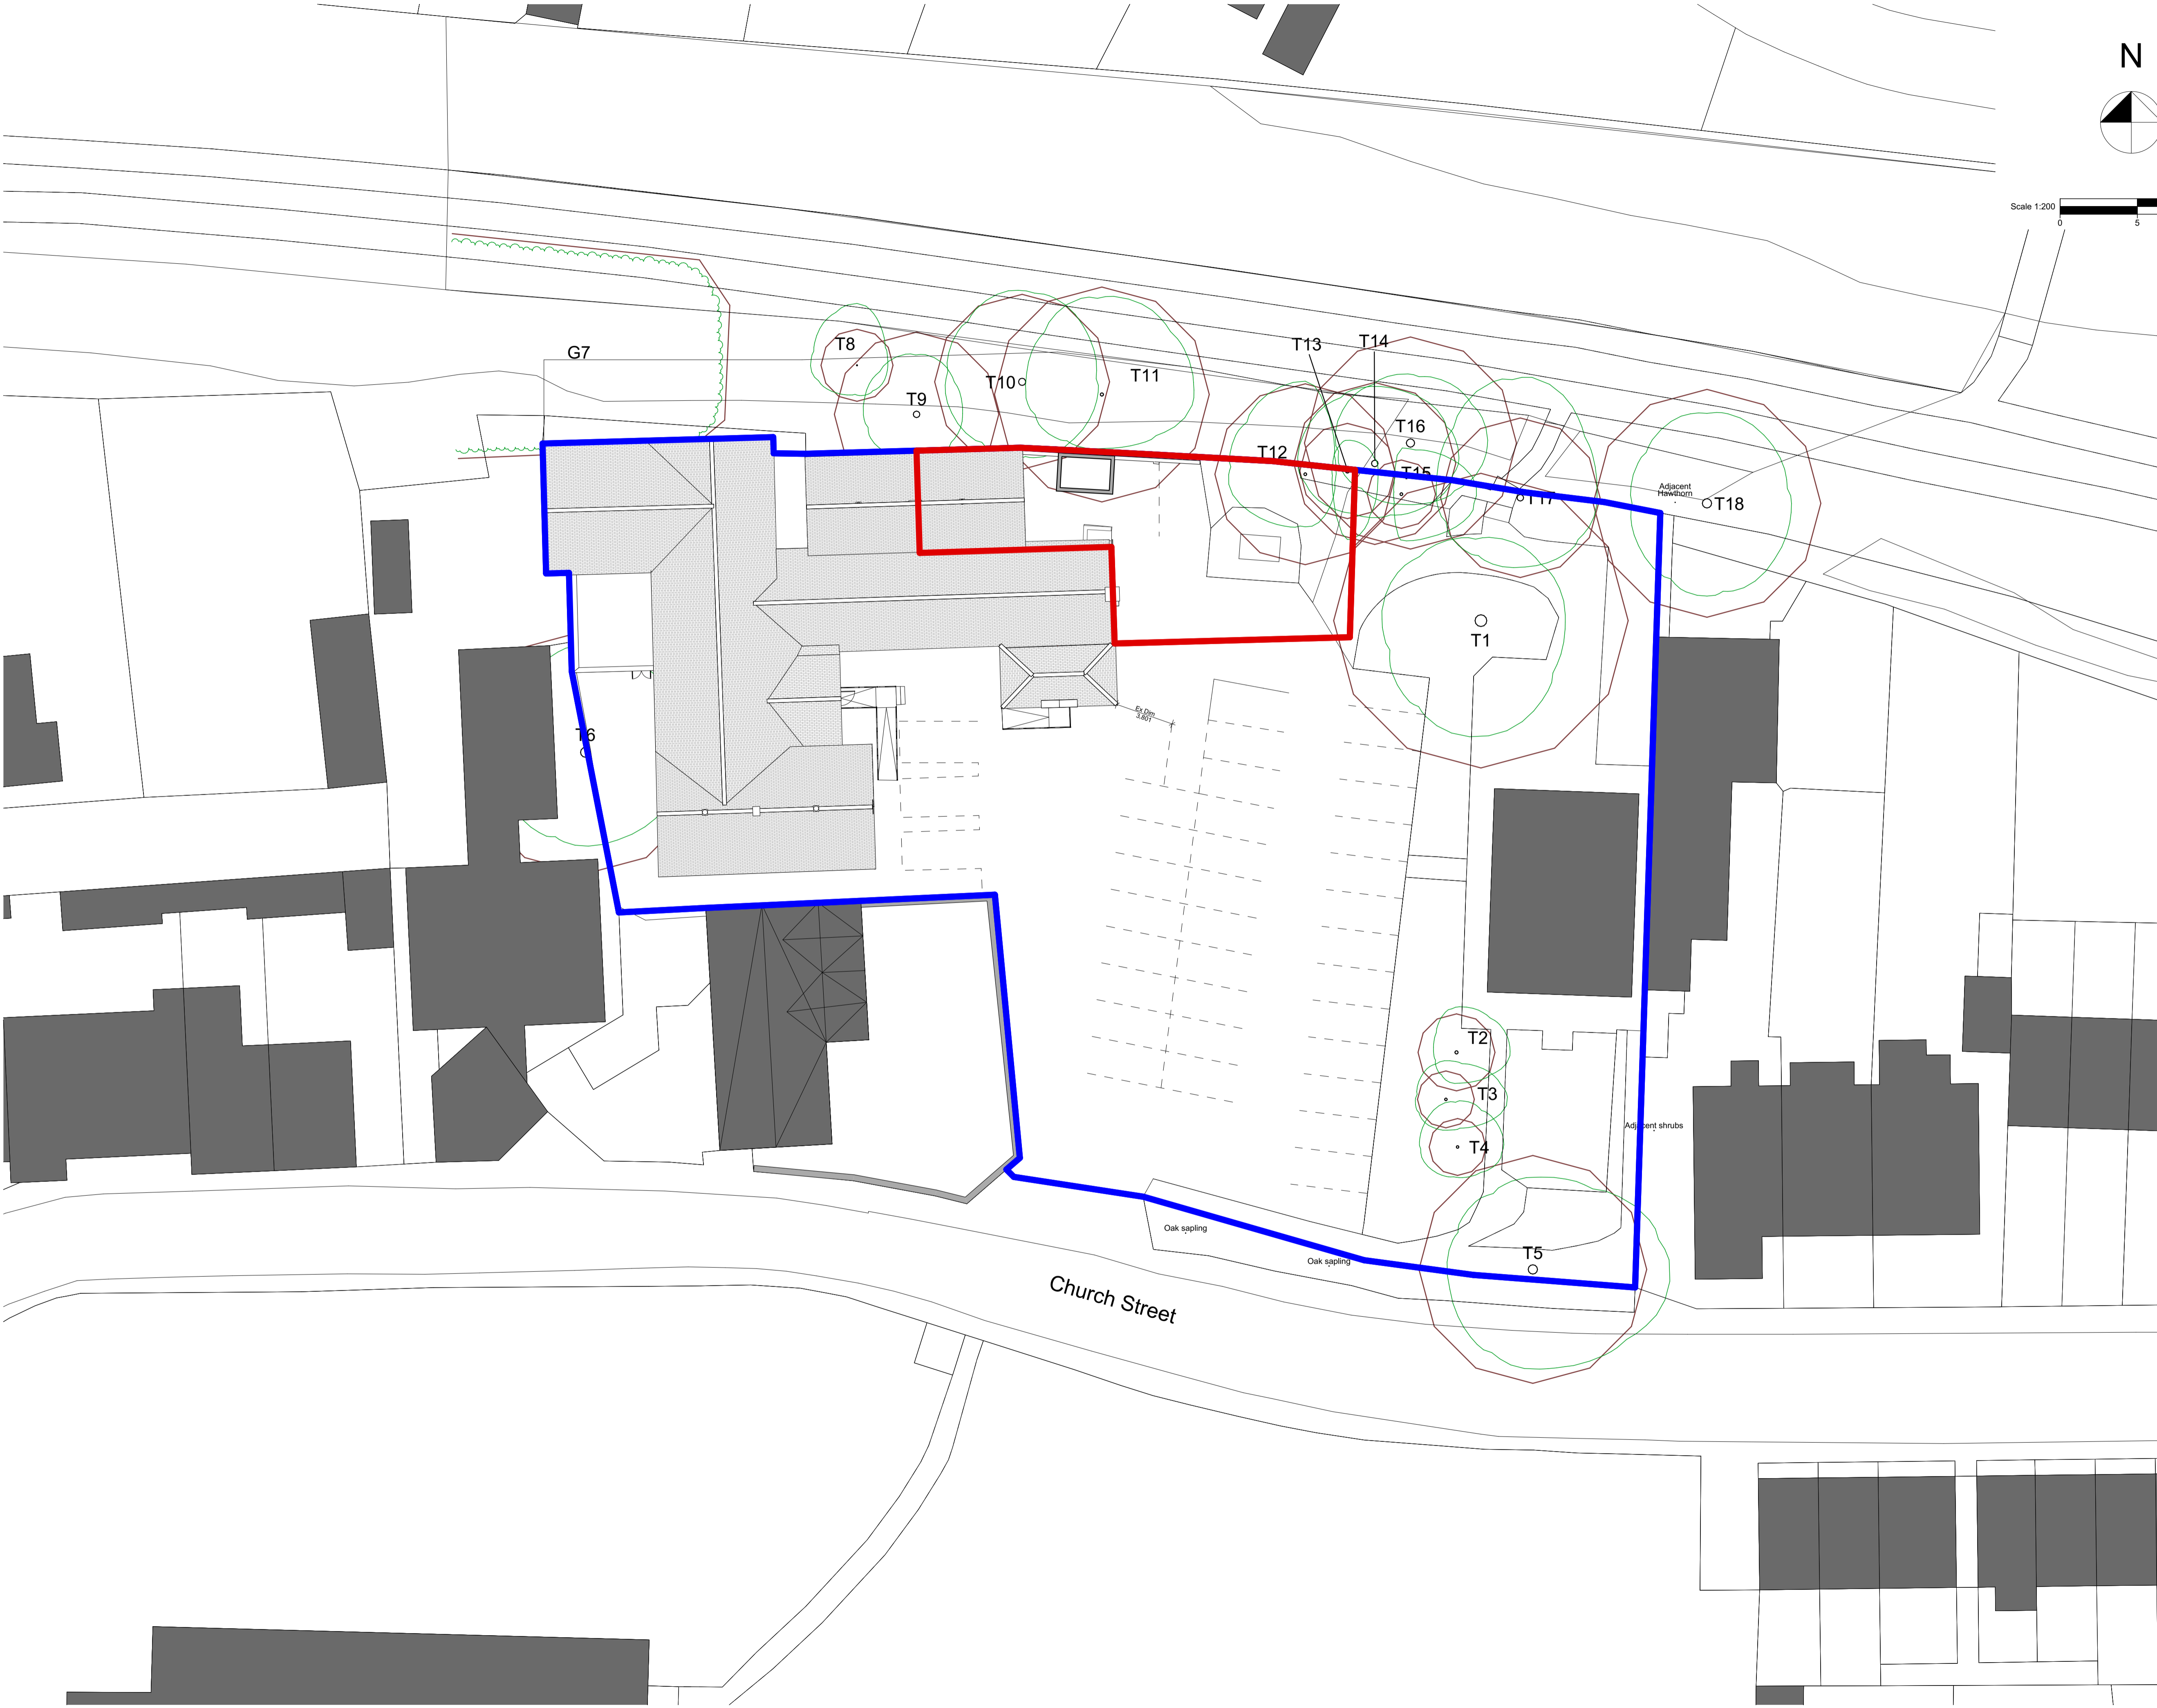 N
Scale 1:200
0 5
T13
T14
T8
G7
T10
T11
T9
T16
T12
T15
Adjacent
Hawthorn
T17
T18
T1
Ex Dim
3.801
T6
T2
T3
Adjacent shrubs
T4
Oak sapling
T5
Oak sapling
Church Street